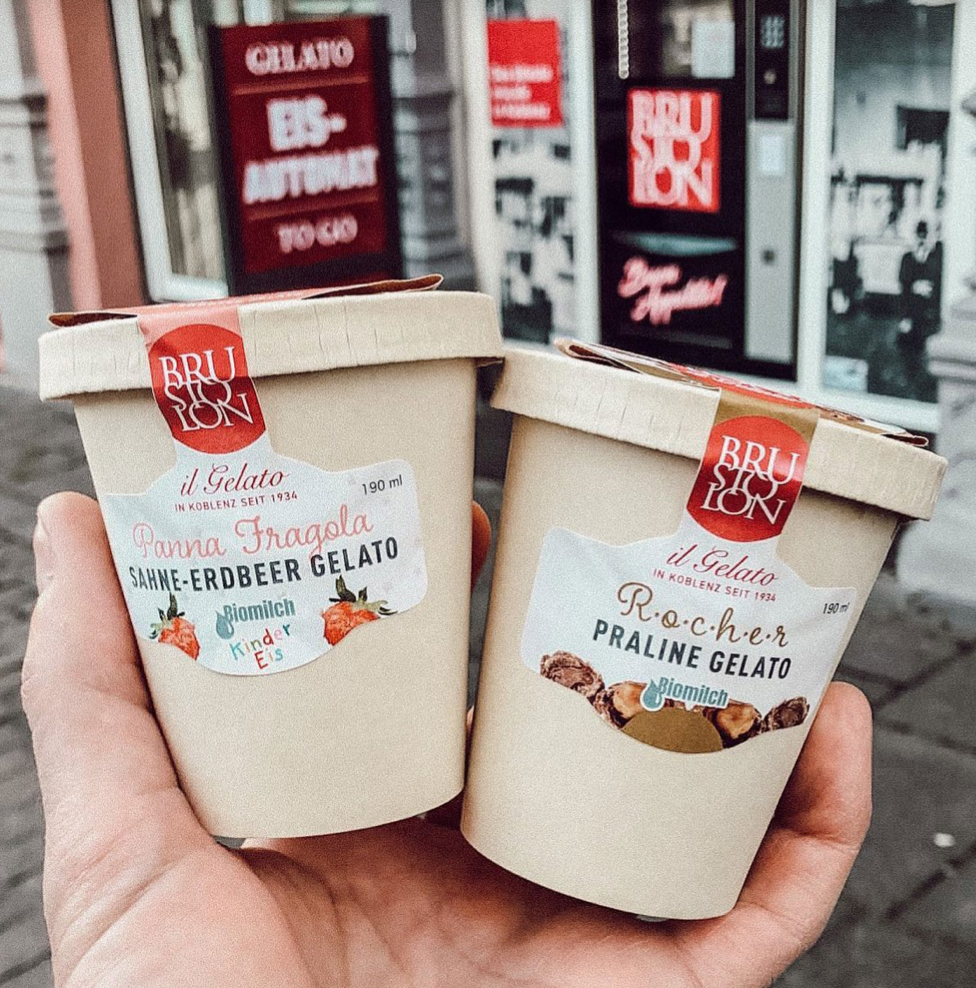 GELATO
EIS-
AUTOMAT
TO GO
BRU
STO
LON
Buon
Appetito!
BRU
STO
LON
il Gelato
IN KOBLENZ SEIT 1934
190 ml
Panna Fragola
SAHNE-ERDBEER GELATO
Biomilch
Kinder
Eis
BRU
STO
LON
il Gelato
IN KOBLENZ SEIT 1934
190 ml
R·o·c·h·e·r
PRALINE GELATO
Biomilch